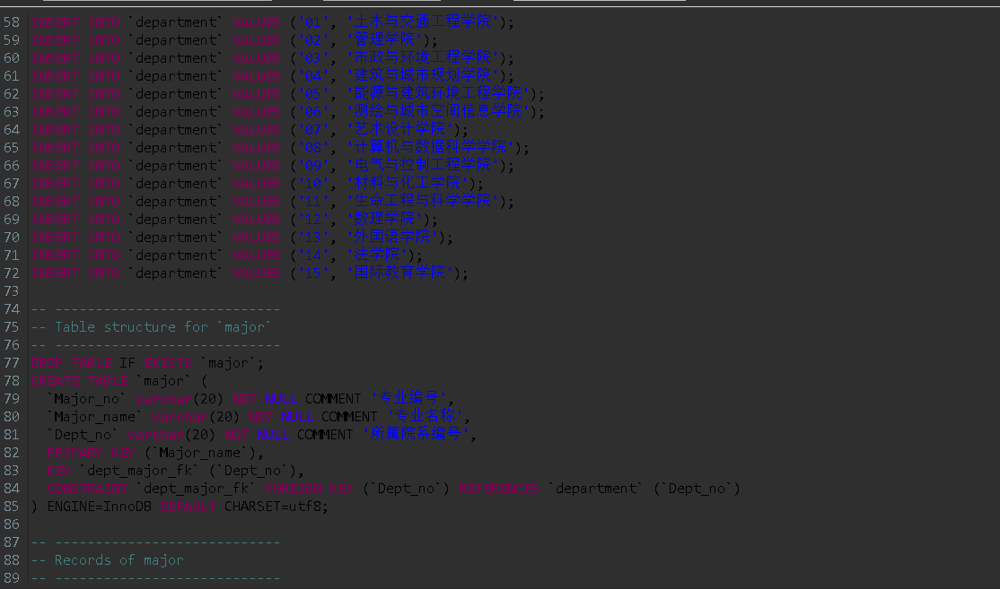 58 INSERT INTO `department` VALUES ('01', '土木与交通工程学院');
59 INSERT INTO `department` VALUES ('02', '管理学院');
60 INSERT INTO `department` VALUES ('03', '市政与环境工程学院');
61 INSERT INTO `department` VALUES ('04', '建筑与城市规划学院');
62 INSERT INTO `department` VALUES ('05', '能源与建筑环境工程学院');
63 INSERT INTO `department` VALUES ('06', '测绘与城市空间信息学院');
64 INSERT INTO `department` VALUES ('07', '艺术设计学院');
65 INSERT INTO `department` VALUES ('08', '计算机与数据科学学院');
66 INSERT INTO `department` VALUES ('09', '电气与控制工程学院');
67 INSERT INTO `department` VALUES ('10', '材料与化工学院');
68 INSERT INTO `department` VALUES ('11', '生命工程与科学学院');
69 INSERT INTO `department` VALUES ('12', '数理学院');
70 INSERT INTO `department` VALUES ('13', '外国语学院');
71 INSERT INTO `department` VALUES ('14', '法学院');
72 INSERT INTO `department` VALUES ('15', '国际教育学院');
73
74 -- ----------------------------
75 -- Table structure for `major`
76 -- ----------------------------
77 DROP TABLE IF EXISTS `major`;
78 CREATE TABLE `major` (
79 `Major_no` varchar(20) NOT NULL COMMENT '专业编号',
80 `Major_name` varchar(20) NOT NULL COMMENT '专业名称',
81 `Dept_no` varchar(20) NOT NULL COMMENT '所属院系编号',
82 PRIMARY KEY (`Major_name`),
83 KEY `dept_major_fk` (`Dept_no`),
84 CONSTRAINT `dept_major_fk` FOREIGN KEY (`Dept_no`) REFERENCES `department` (`Dept_no`)
85 ) ENGINE=InnoDB DEFAULT CHARSET=utf8;
86
87 -- ----------------------------
88 -- Records of major
89 -- ----------------------------